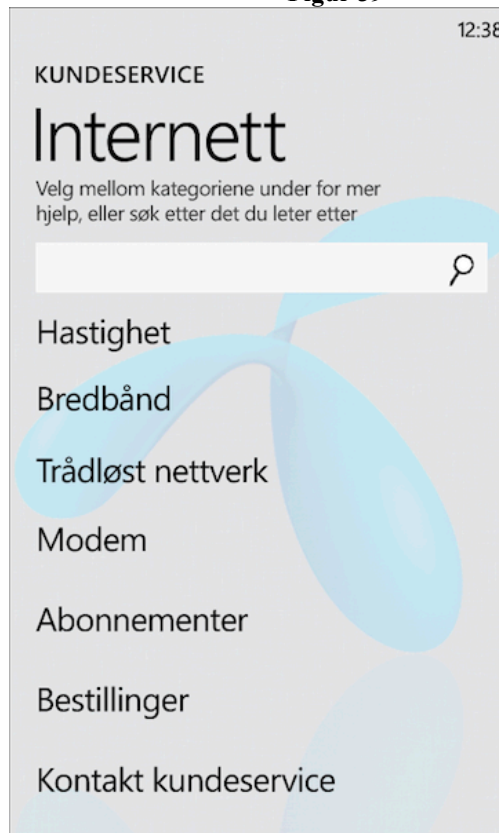 12:38
KUNDESERVICE
Internett
Velg mellom kategoriene under for mer
hjelp, eller søk etter det du leter etter
Hastighet
Bredbånd
Trådløst nettverk
Modem
Abonnementer
Bestillinger
Kontakt kundeservice